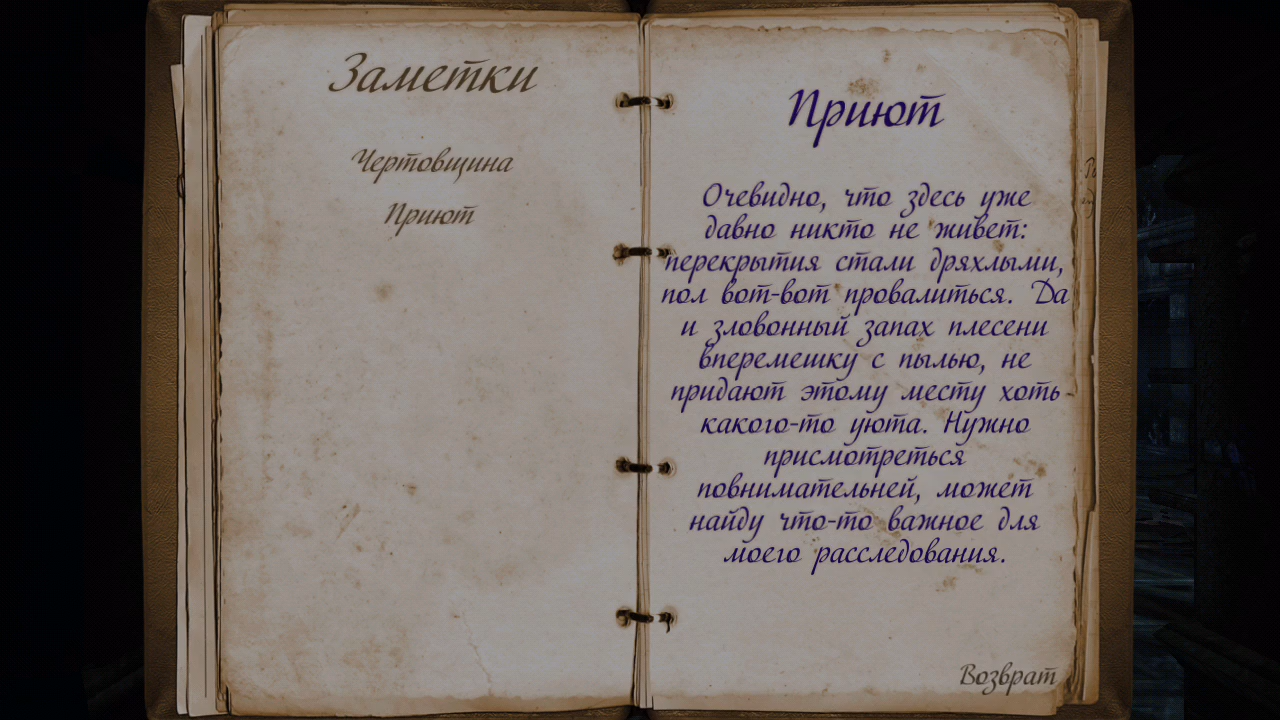 Заметки
Чертовщина
Приют
Приют
Очевидно, что здесь уже
давно никто не живет:
перекрытия стали дряхлыми,
пол вот-вот провалиться. Да
и зловонный запах плесени
вперемешку с пылью, не
придают этому месту хоть
какого-то уюта. Нужно
присмотреться
повнимательней, может
найду что-то важное для
моего расследования.
Возврат